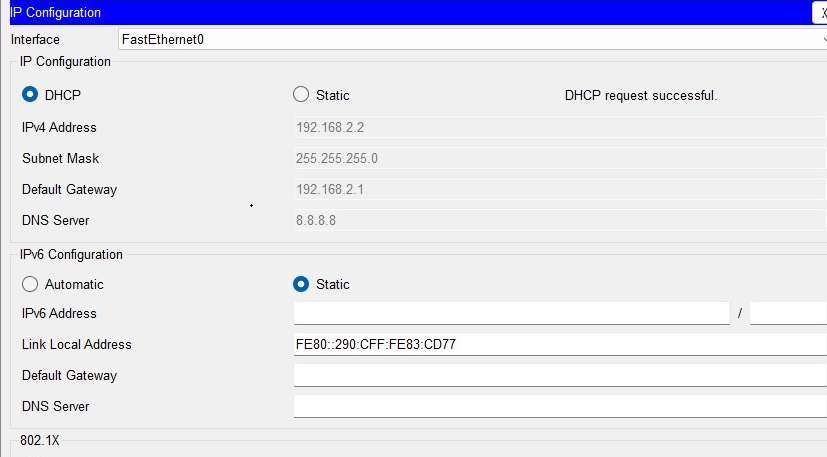 IP Configuration X
Interface FastEthernet0
IP Configuration
DHCP Static DHCP request successful.
IPv4 Address 192.168.2.2
Subnet Mask 255.255.255.0
Default Gateway 192.168.2.1
DNS Server 8.8.8.8
IPv6 Configuration
Automatic Static
IPv6 Address /
Link Local Address FE80::290:CFF:FE83:CD77
Default Gateway
DNS Server
802.1X